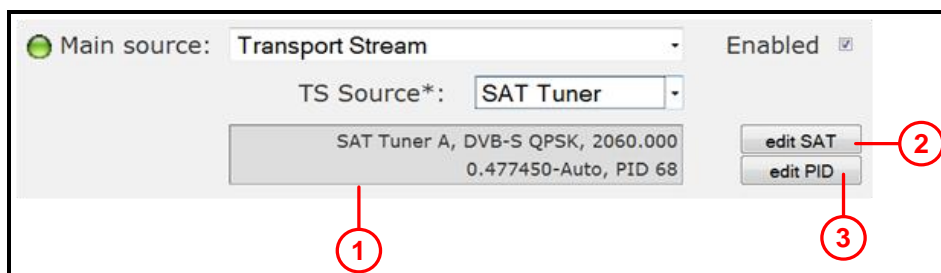 Main source: Transport Stream Enabled
TS Source*: SAT Tuner
SAT Tuner A, DVB-S QPSK, 2060.000 edit SAT 2
0.477450-Auto, PID 68 edit PID
1 3